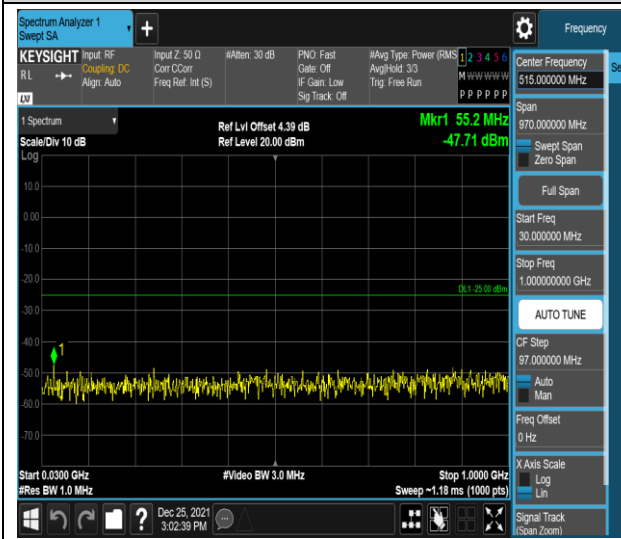 Spectrum Analyzer 1
Swept SA
+
Frequency
KEYSIGHT
Input: RF
Input Z: 50 Ω
#Atten: 30 dB
PNO: Fast
#Avg Type: Power (RMS
1 2 3 4 5 6
RL
Coupling: DC
Corr CCorr
Gate: Off
Avg|Hold: 3/3
M W W W W W
Align: Auto
Freq Ref: Int (S)
IF Gain: Low
Trig: Free Run
Sig Track: Off
P P P P P P
LXI
1 Spectrum
Ref Lvl Offset 4.39 dB
Mkr1 55.2 MHz
Scale/Div 10 dB
Ref Level 20.00 dBm
-47.71 dBm
Log
10.0
0.00
-10.0
-20.0
DL1 -25.00 dBm
-30.0
-40.0
1
-50.0
-60.0
-70.0
Start 0.0300 GHz
#Video BW 3.0 MHz
Stop 1.0000 GHz
#Res BW 1.0 MHz
Sweep ~1.18 ms (1000 pts)
?
Dec 25, 2021
3:02:39 PM
Center Frequency
515.000000 MHz
Se
Span
970.000000 MHz
Swept Span
Zero Span
Full Span
Start Freq
30.000000 MHz
Stop Freq
1.000000000 GHz
AUTO TUNE
CF Step
97.000000 MHz
Auto
Man
Freq Offset
0 Hz
X Axis Scale
Log
Lin
Signal Track
(Span Zoom)